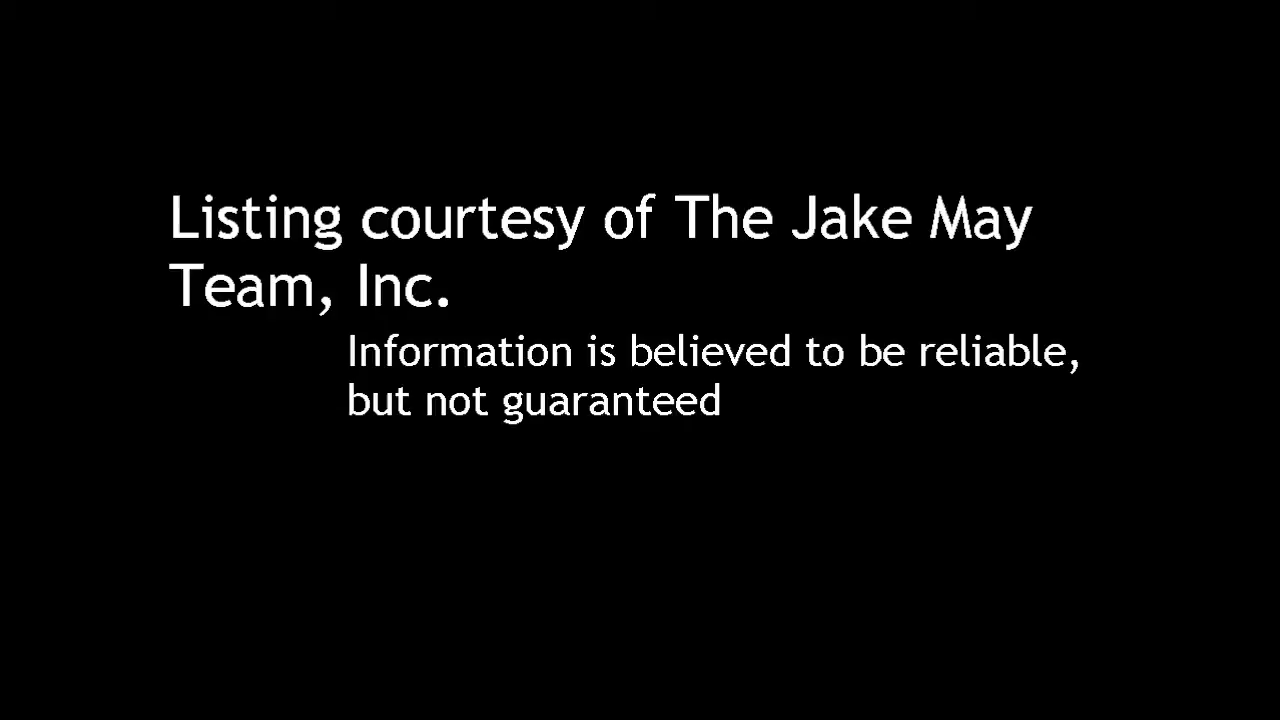 Listing courtesy of The Jake May
Team, Inc.
Information is believed to be reliable,
but not guaranteed